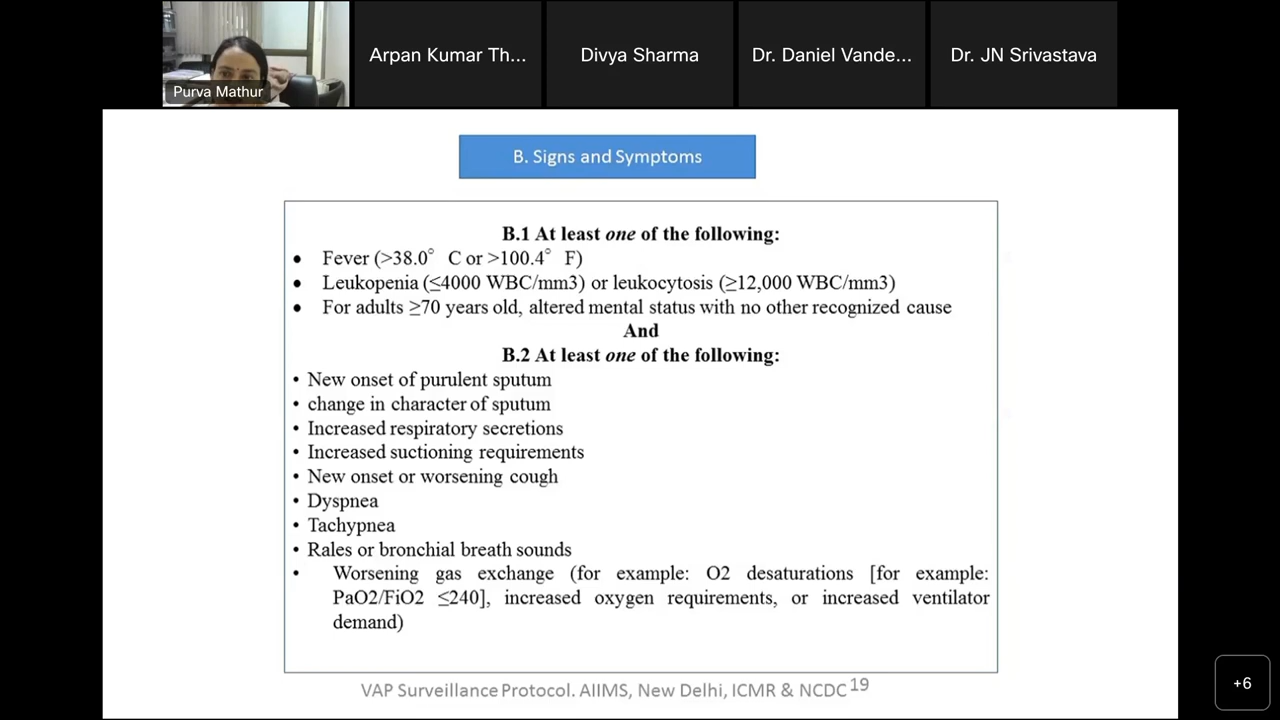 Purva Mathur
Arpan Kumar Th...
Divya Sharma
Dr. Daniel Vande...
Dr. JN Srivastava
B. Signs and Symptoms
B.1 At least one of the following:
• Fever (>38.0° C or >100.4° F)
• Leukopenia (≤4000 WBC/mm3) or leukocytosis (≥12,000 WBC/mm3)
• For adults ≥70 years old, altered mental status with no other recognized cause
And
B.2 At least one of the following:
• New onset of purulent sputum
• change in character of sputum
• Increased respiratory secretions
• Increased suctioning requirements
• New onset or worsening cough
• Dyspnea
• Tachypnea
• Rales or bronchial breath sounds
• Worsening gas exchange (for example: O2 desaturations [for example:
PaO2/FiO2 ≤240], increased oxygen requirements, or increased ventilator
demand)
VAP Surveillance Protocol. AIIMS, New Delhi, ICMR & NCDC 19
+6